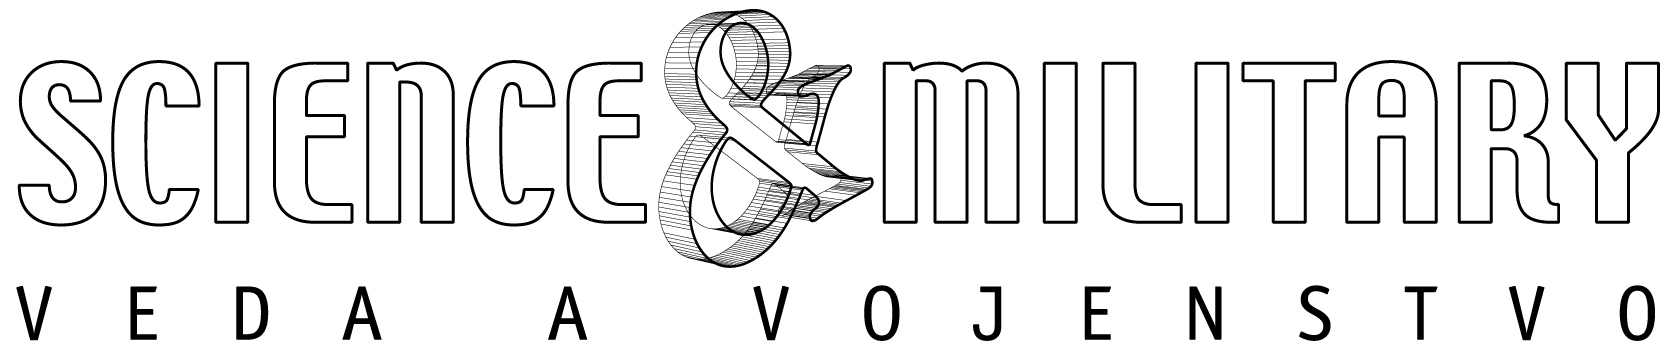 SCIENCE & MILITARY
VEDA A VOJENSTVO